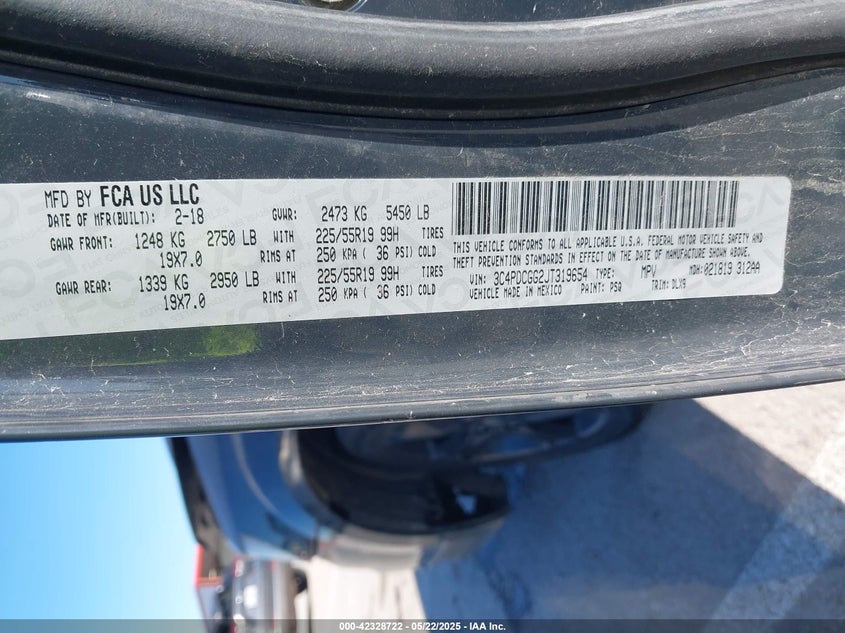 MFD BY FCA US LLC
DATE OF MFR(BUILT): 2-18 GVWR: 2473 KG 5450 LB
GAWR FRONT: 1248 KG 2750 LB WITH 225/55R19 99H TIRES
19X7.0 RIMS AT 250 KPA ( 36 PSI) COLD
GAWR REAR: 1339 KG 2950 LB WITH 225/55R19 99H TIRES
19X7.0 RIMS AT 250 KPA ( 36 PSI) COLD
THIS VEHICLE CONFORMS TO ALL APPLICABLE U.S.A. FEDERAL MOTOR VEHICLE SAFETY, BUMPER, AND
THEFT PREVENTION STANDARDS IN EFFECT ON THE DATE OF MANUFACTURE SHOWN ABOVE.
VIN: 3C4PDCGG2JT319654 TYPE: MPV MDH: 021819 312AA
VEHICLE MADE IN MEXICO PAINT: PSQ TRIM: DLX9
000-42328722 — 05/22/2025 — IAA Inc.